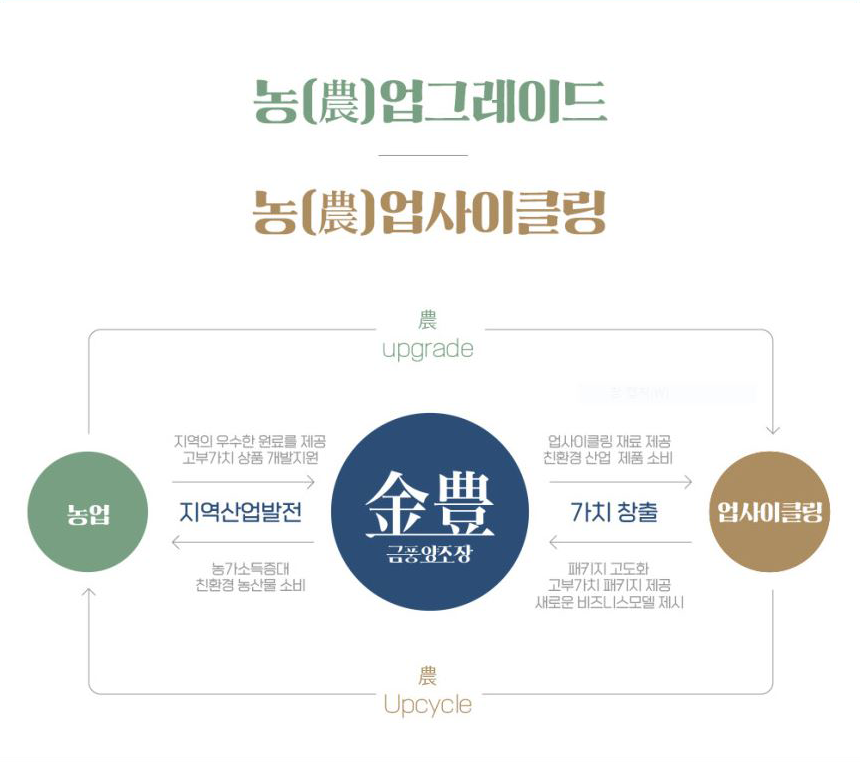 농(農)업그레이드
농(農)업사이클링
農
upgrade
지역의 우수한 원료를 제공
고부가치 상품 개발지원
업사이클링 재료 제공
친환경 산업 제품 소비
농업
지역산업발전
金豊
금풍양조장
가치 창출
업사이클링
농가소득증대
친환경 농산물 소비
패키지 고도화
고부가치 패키지 제공
새로운 비즈니스모델 제시
農
Upcycle